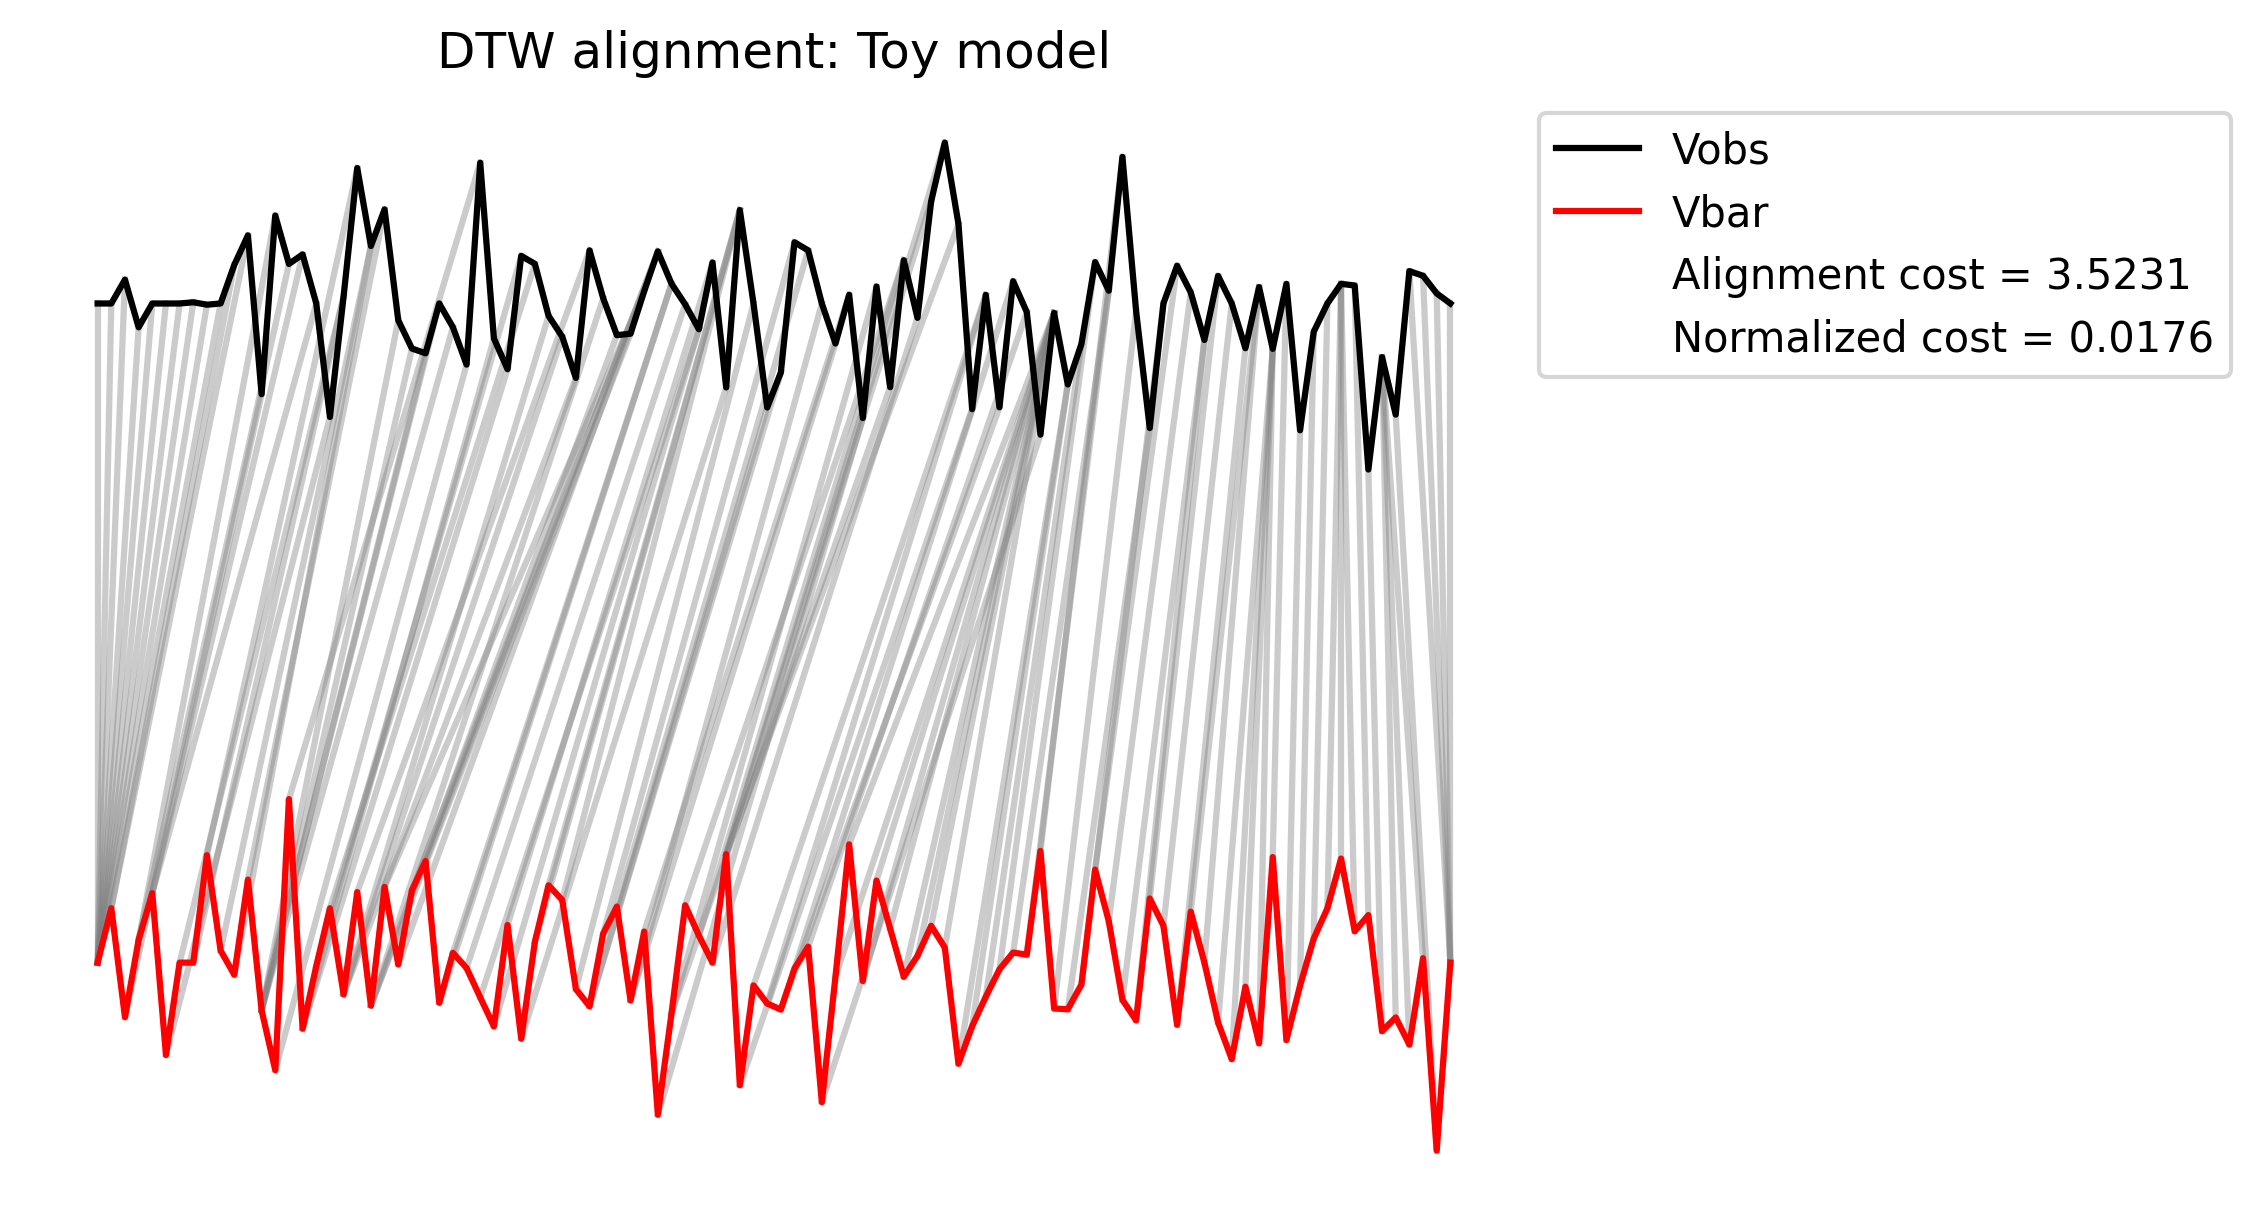 DTW alignment: Toy model
Vobs
Vbar
Alignment cost = 3.5231
Normalized cost = 0.0176